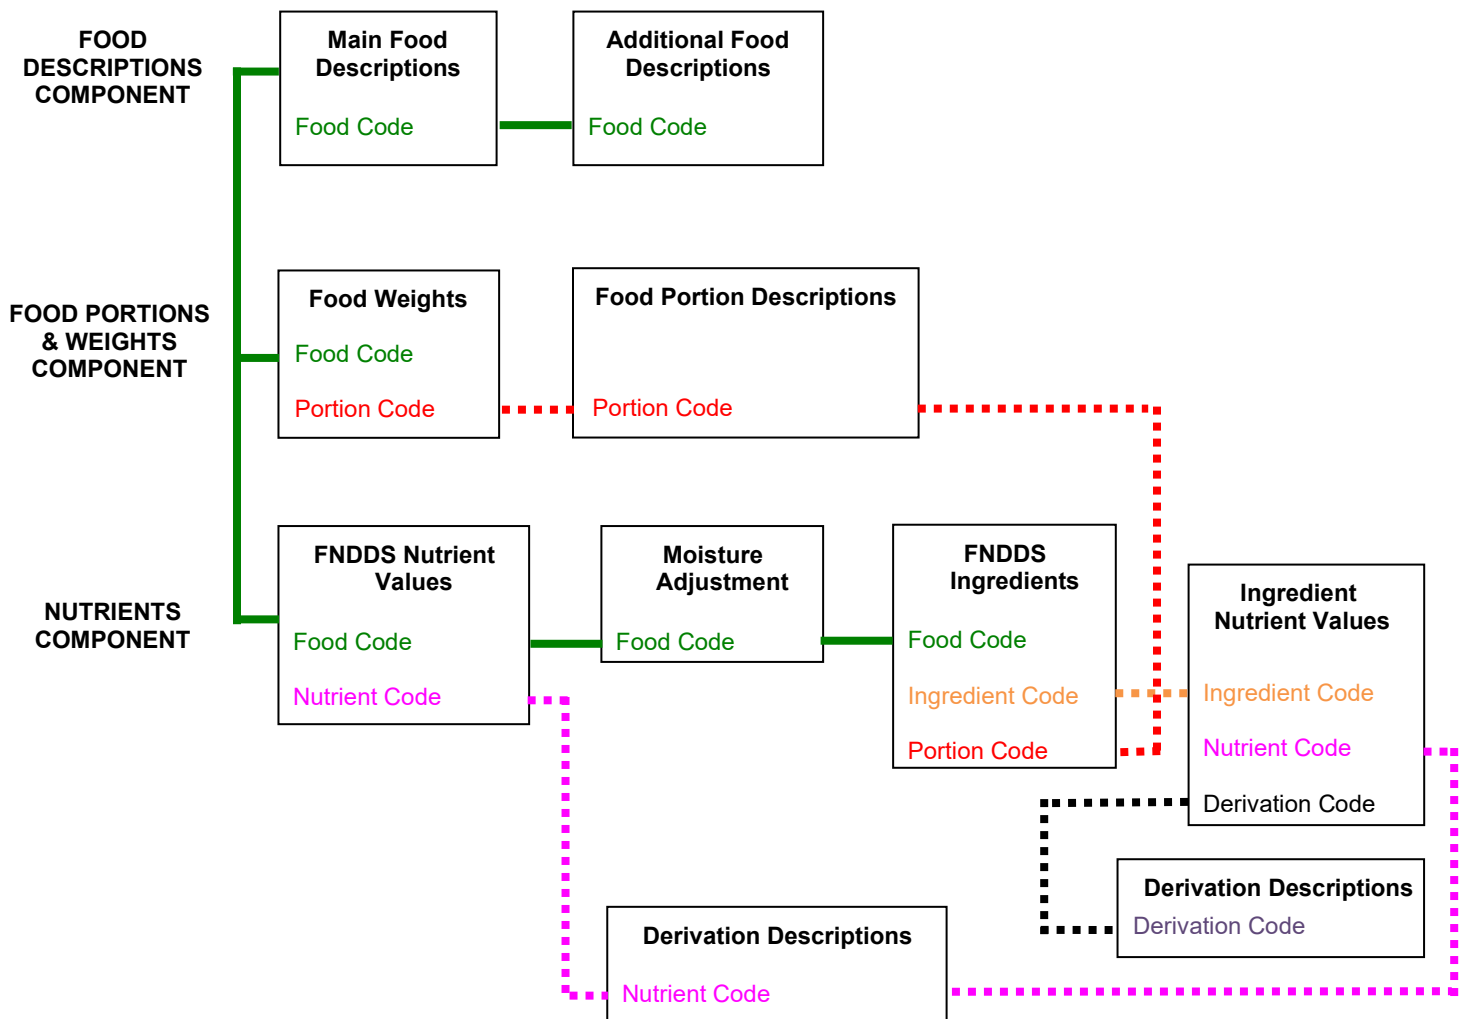 FOOD
DESCRIPTIONS
COMPONENT
Main Food
Descriptions
Food Code
Additional Food
Descriptions
Food Code
FOOD PORTIONS
& WEIGHTS
COMPONENT
Food Weights
Food Code
Portion Code
Food Portion Descriptions
Portion Code
NUTRIENTS
COMPONENT
FNDDS Nutrient
Values
Food Code
Nutrient Code
Moisture
Adjustment
Food Code
FNDDS
Ingredients
Food Code
Ingredient Code
Portion Code
Ingredient
Nutrient Values
Ingredient Code
Nutrient Code
Derivation Code
Derivation Descriptions
Derivation Code
Derivation Descriptions
Nutrient Code